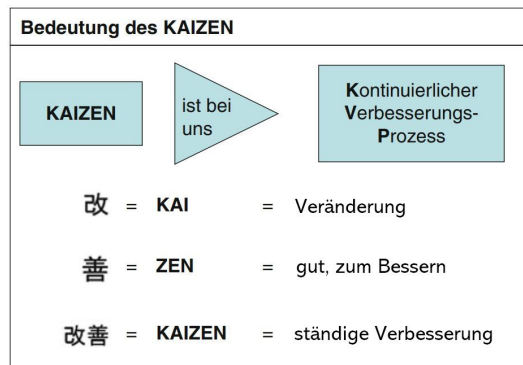 Bedeutung des KAIZEN
KAIZEN
ist bei
uns
Kontinuierlicher
Verbesserungs-
Prozess
改 = KAI = Veränderung
善 = ZEN = gut, zum Bessern
改善 = KAIZEN = ständige Verbesserung